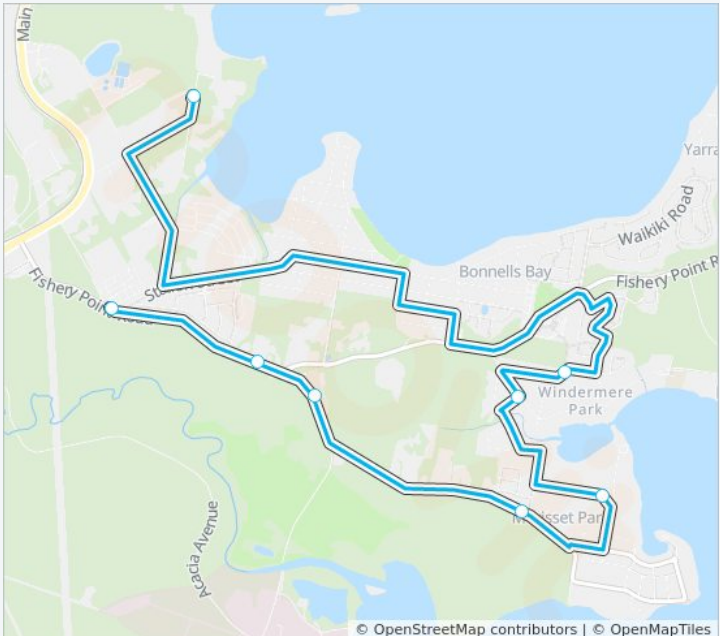 Main
Yarra
Waikiki Road
Bonnells Bay
Fishery Point R
Fishery Point Road
Windermere
Park
Acacia Avenue
© OpenStreetMap contributors | © OpenMapTiles